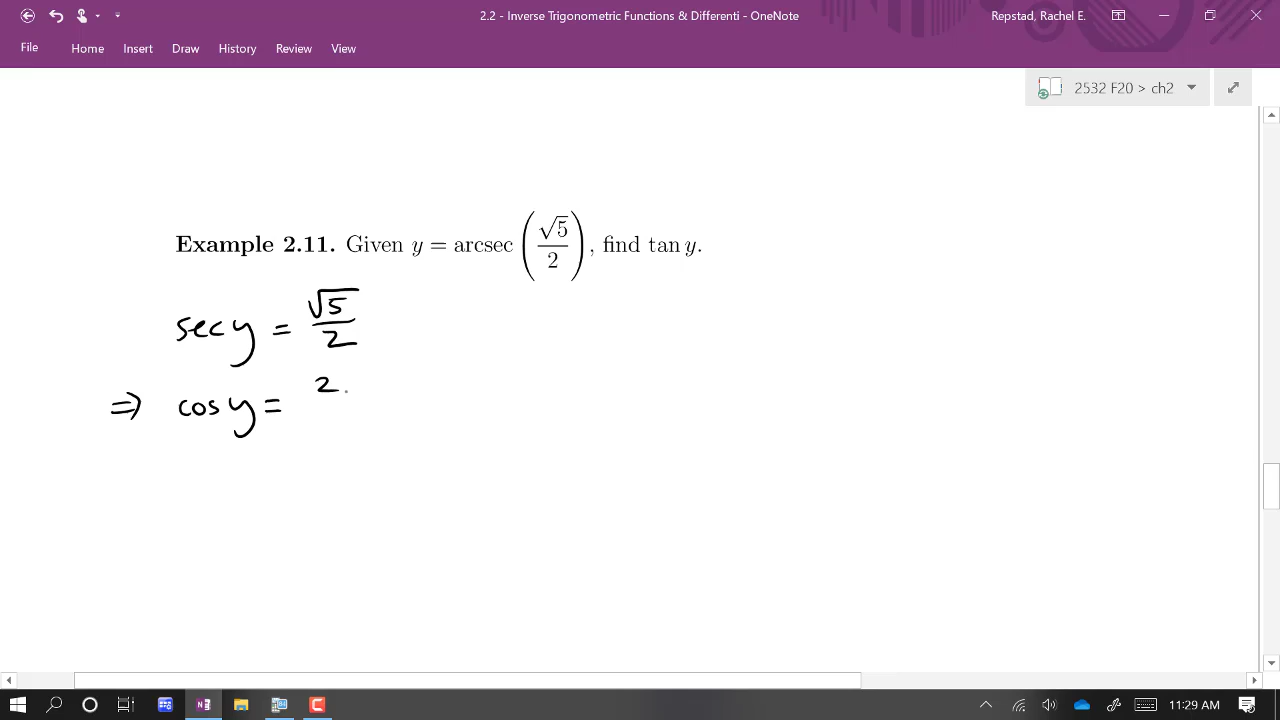 2.2 - Inverse Trigonometric Functions & Differenti - OneNote
Repstad, Rachel E.
File Home Insert Draw History Review View
2532 F20 > ch2
Example 2.11. Given y = arcsec(√5/2), find tan y.
sec y = √5/2
⇒ cos y = 2
11:29 AM